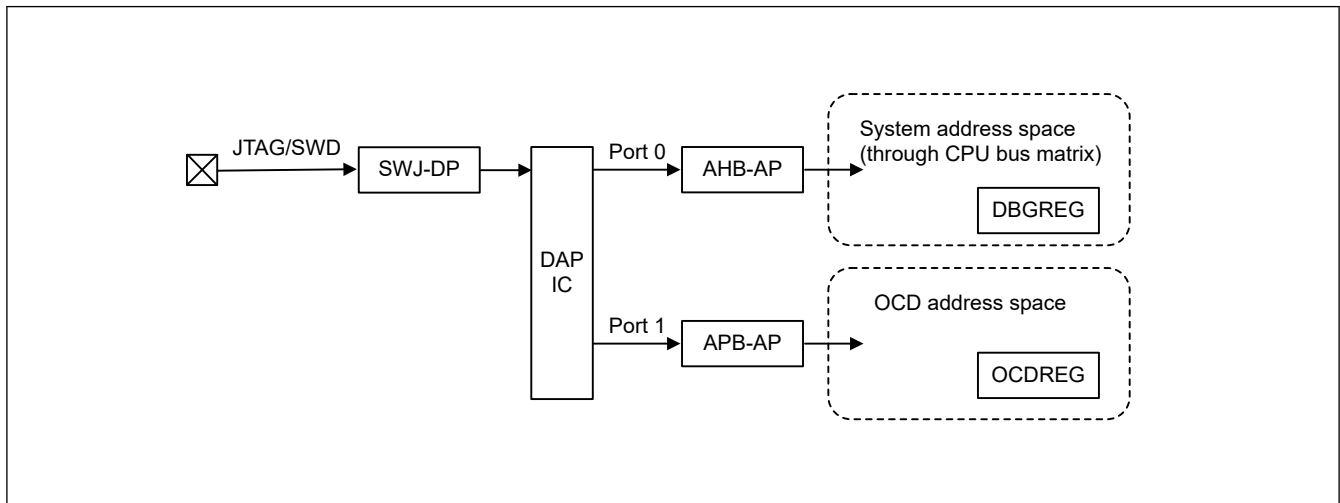 JTAG/SWD
SWJ-DP
DAP
IC
Port 0
AHB-AP
System address space
(through CPU bus matrix)
DBGREG
Port 1
APB-AP
OCD address space
OCDREG